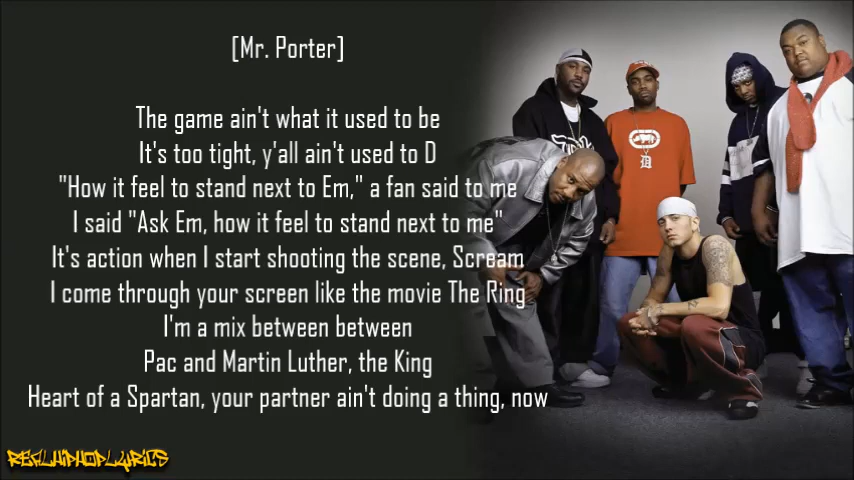 [Mr. Porter]
The game ain't what it used to be
It's too tight, y'all ain't used to D
"How it feel to stand next to Em," a fan said to me
I said "Ask Em, how it feel to stand next to me"
It's action when I start shooting the scene, Scream
I come through your screen like the movie The Ring
I'm a mix between between
Pac and Martin Luther, the King
Heart of a Spartan, your partner ain't doing a thing, now
REALHIPHOPLYRICS